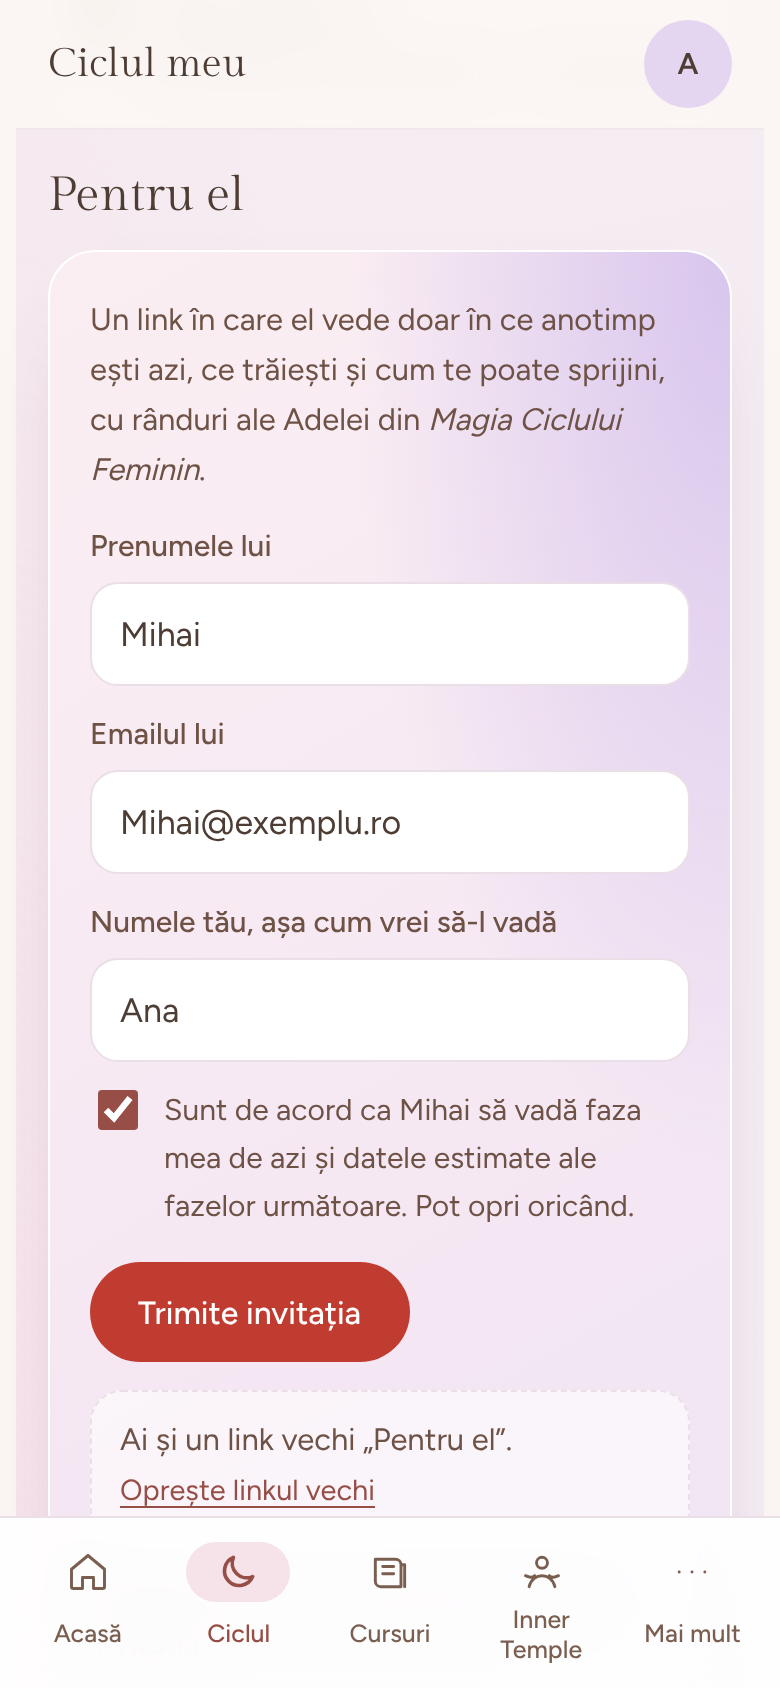 Ciclul meu
A
Pentru el
Un link în care el vede doar în ce anotimp
ești azi, ce trăiești și cum te poate sprijini,
cu rânduri ale Adelei din Magia Ciclului
Feminin.
Prenumele lui
Mihai
Emailul lui
Mihai@exemplu.ro
Numele tău, așa cum vrei să-l vadă
Ana
Sunt de acord ca Mihai să vadă faza
mea de azi și datele estimate ale
fazelor următoare. Pot opri oricând.
Trimite invitația
Ai și un link vechi „Pentru el”.
Oprește linkul vechi
Acasă
Ciclul
Cursuri
Inner
Temple
Mai mult